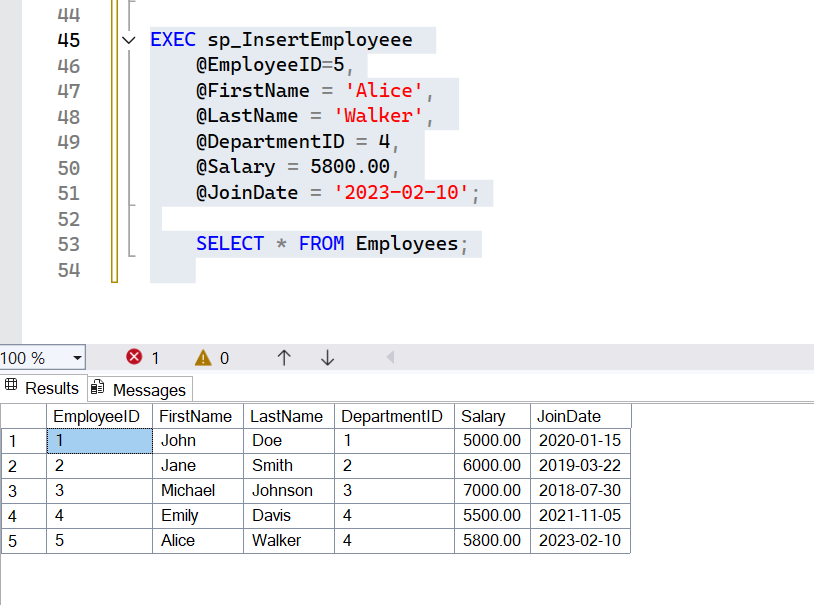 44
45 EXEC sp_InsertEmployeee
46 @EmployeeID=5,
47 @FirstName = 'Alice',
48 @LastName = 'Walker',
49 @DepartmentID = 4,
50 @Salary = 5800.00,
51 @JoinDate = '2023-02-10';
52
53 SELECT * FROM Employees;
54
100 % 1 0
Results Messages
EmployeeID FirstName LastName DepartmentID Salary JoinDate
1 1 John Doe 1 5000.00 2020-01-15
2 2 Jane Smith 2 6000.00 2019-03-22
3 3 Michael Johnson 3 7000.00 2018-07-30
4 4 Emily Davis 4 5500.00 2021-11-05
5 5 Alice Walker 4 5800.00 2023-02-10